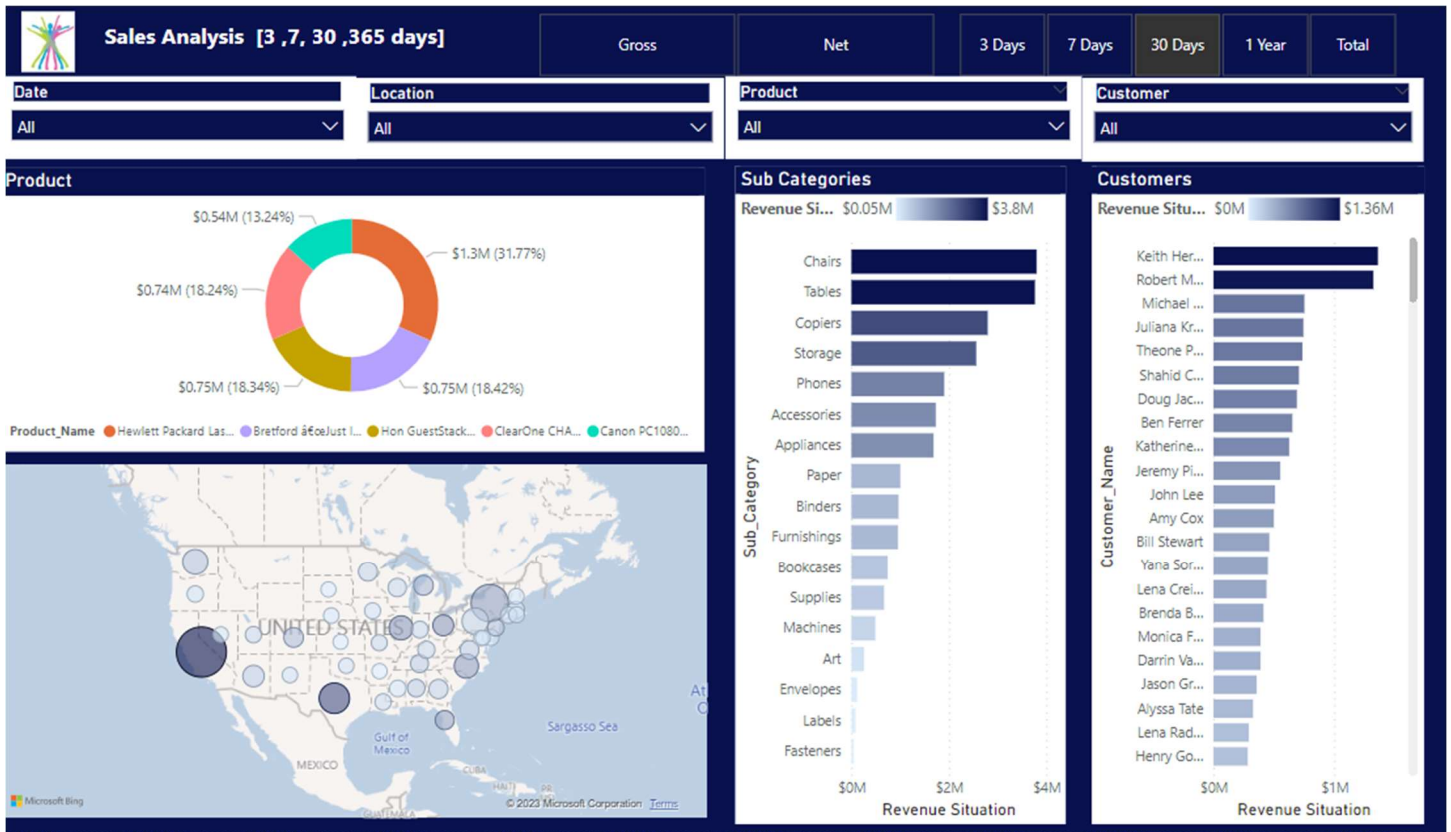 Sales Analysis [3 ,7, 30 ,365 days]
Gross
Net
3 Days
7 Days
30 Days
1 Year
Total
Date
All
Location
All
Product
All
Customer
All
Product
$0.54M (13.24%)
$1.3M (31.77%)
$0.74M (18.24%)
$0.75M (18.34%)
$0.75M (18.42%)
Product_Name Hewlett Packard Las... Bretford â€œJust I... Hon GuestStack... ClearOne CHA... Canon PC1080...
UNITED STATES
At
O
Sargasso Sea
Gulf of
Mexico
MEXICO
CUBA
HAITI
PR
GUATEMALA
Microsoft Bing
© 2023 Microsoft Corporation Terms
Sub Categories
Revenue Si... $0.05M $3.8M
Sub_Category
Chairs
Tables
Copiers
Storage
Phones
Accessories
Appliances
Paper
Binders
Furnishings
Bookcases
Supplies
Machines
Art
Envelopes
Labels
Fasteners
$0M $2M $4M
Revenue Situation
Customers
Revenue Situ... $0M $1.36M
Customer_Name
Keith Her...
Robert M...
Michael ...
Juliana Kr...
Theone P...
Shahid C...
Doug Jac...
Ben Ferrer
Katherine...
Jeremy Pi...
John Lee
Amy Cox
Bill Stewart
Yana Sor...
Lena Crei...
Brenda B...
Monica F...
Darrin Va...
Jason Gr...
Alyssa Tate
Lena Rad...
Henry Go...
$0M $1M
Revenue Situation